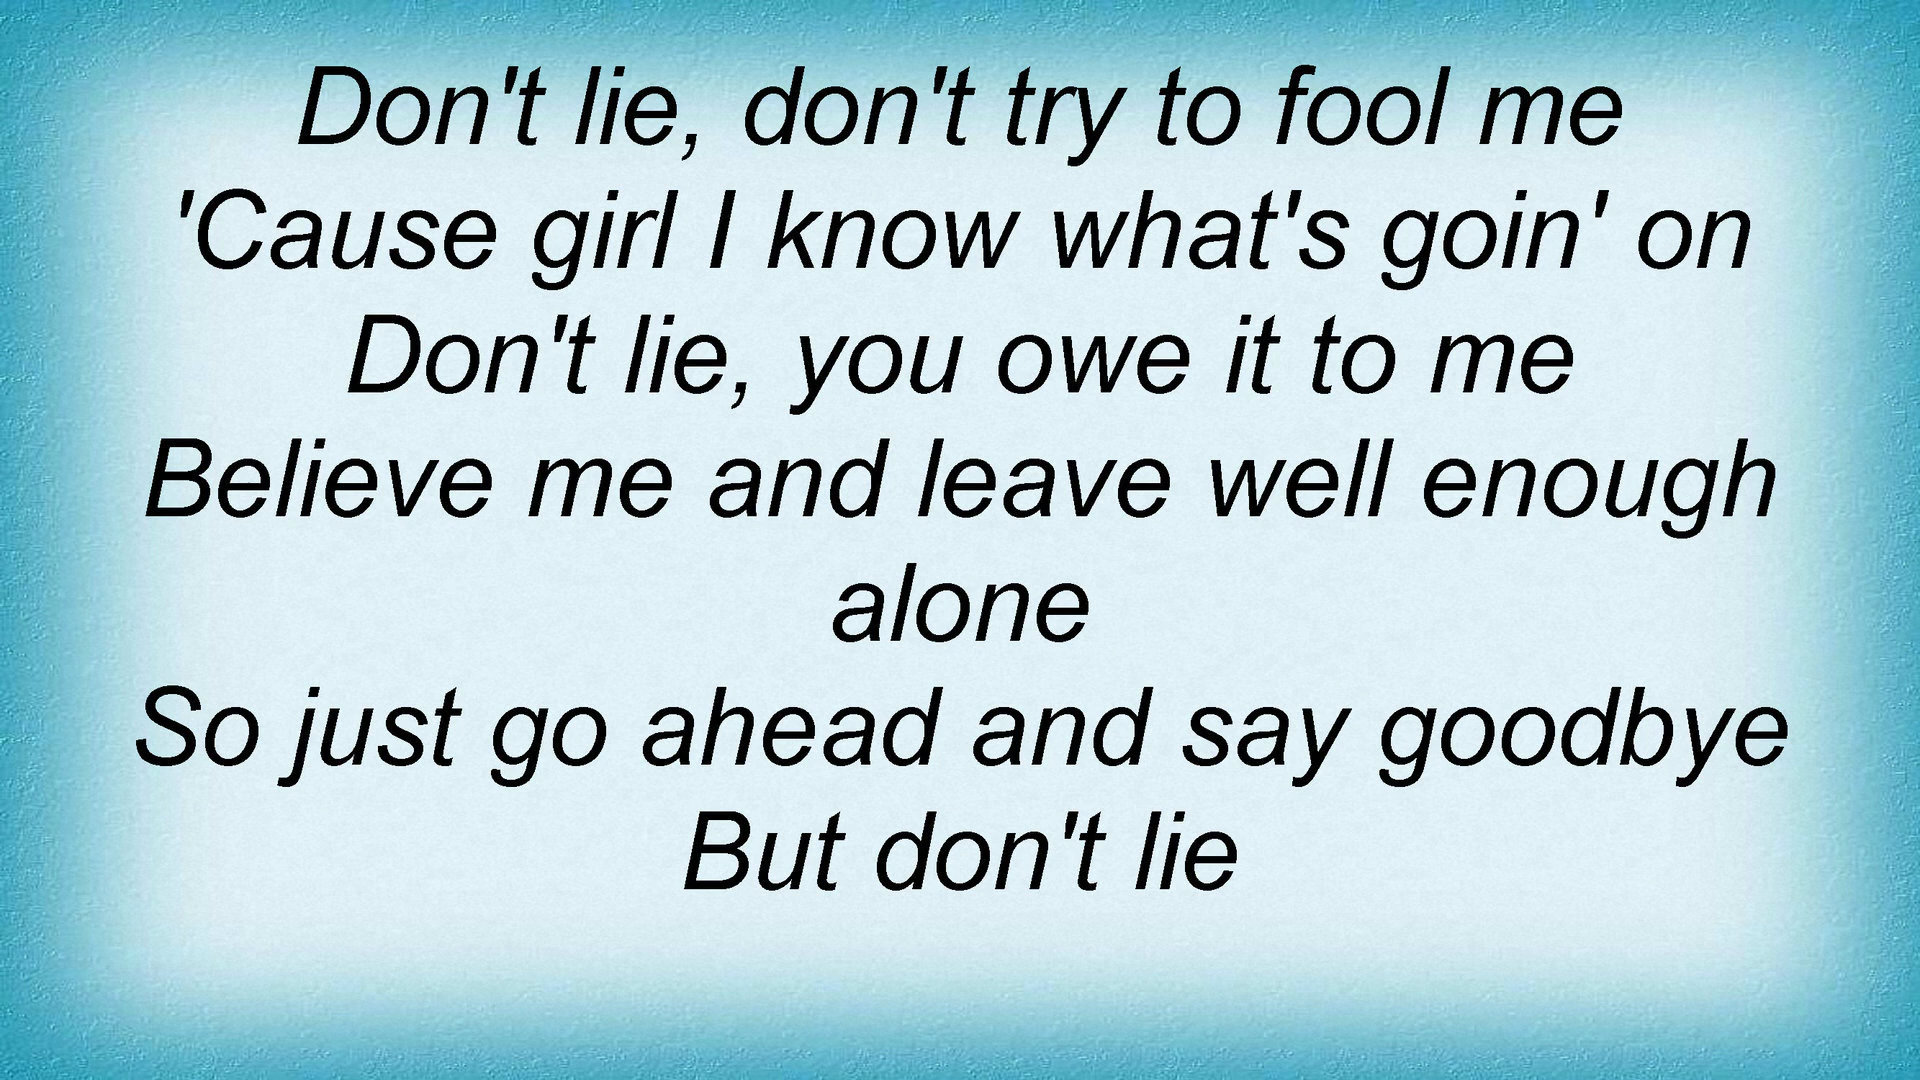 Don't lie, don't try to fool me
'Cause girl I know what's goin' on
Don't lie, you owe it to me
Believe me and leave well enough
alone
So just go ahead and say goodbye
But don't lie